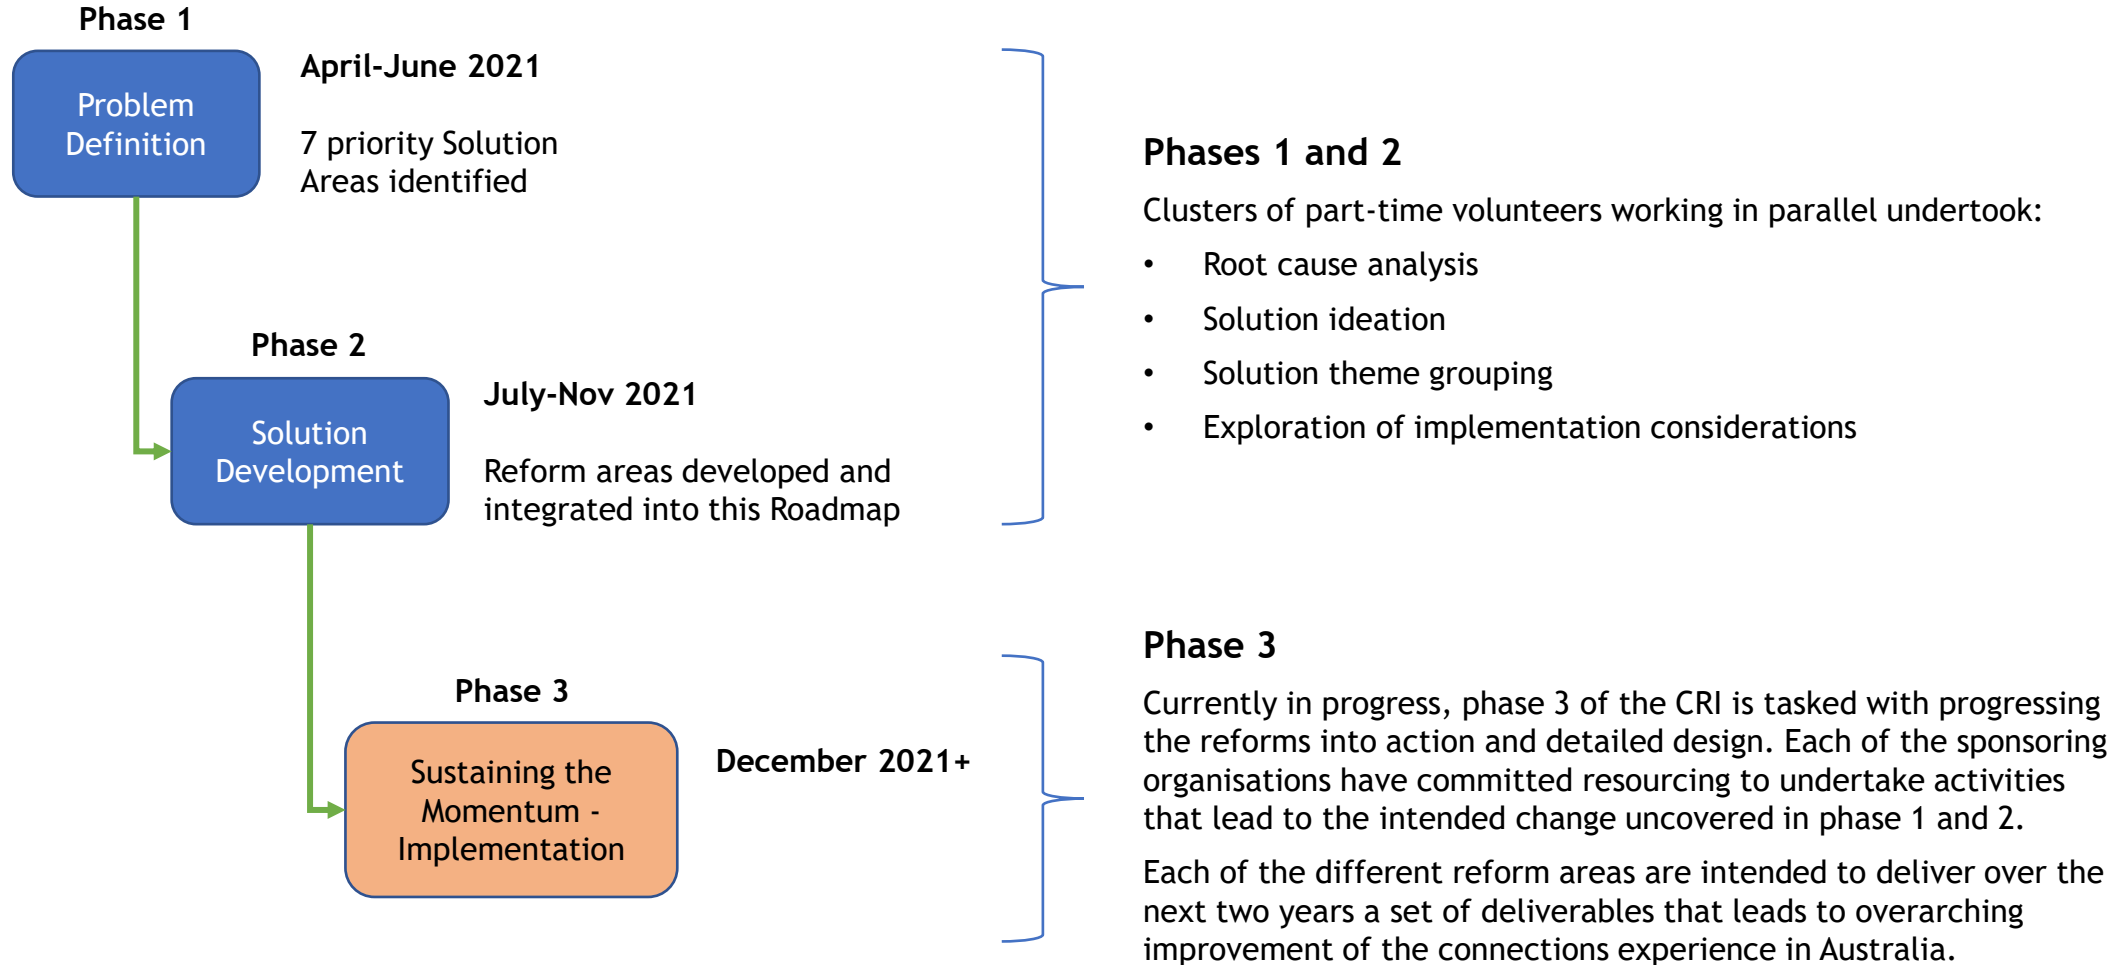 Phase 1
Problem
Definition
April-June 2021
7 priority Solution
Areas identified
Phase 2
Solution
Development
July-Nov 2021
Reform areas developed and
integrated into this Roadmap
Phase 3
Sustaining the
Momentum -
Implementation
December 2021+
Phases 1 and 2
Clusters of part-time volunteers working in parallel undertook:
• Root cause analysis
• Solution ideation
• Solution theme grouping
• Exploration of implementation considerations
Phase 3
Currently in progress, phase 3 of the CRI is tasked with progressing
the reforms into action and detailed design. Each of the sponsoring
organisations have committed resourcing to undertake activities
that lead to the intended change uncovered in phase 1 and 2.
Each of the different reform areas are intended to deliver over the
next two years a set of deliverables that leads to overarching
improvement of the connections experience in Australia.